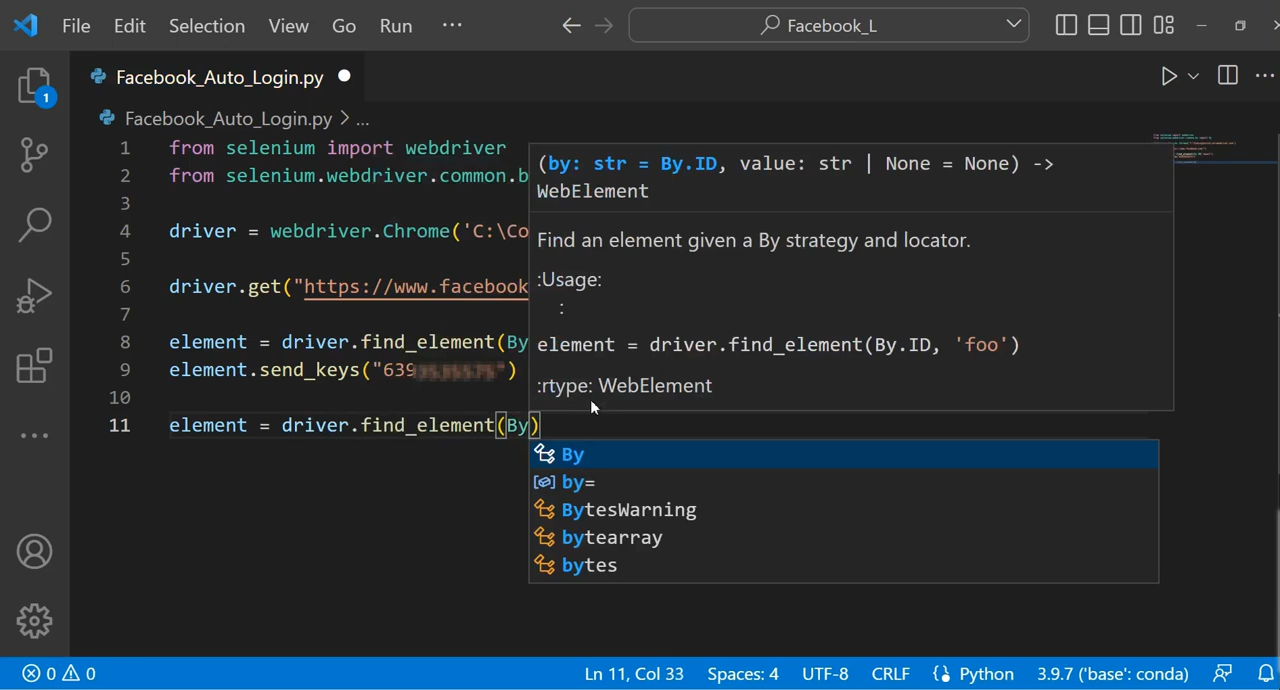 File Edit Selection View Go Run ··· Facebook_L
Facebook_Auto_Login.py
Facebook_Auto_Login.py > ...
1 from selenium import webdriver
2 from selenium.webdriver.common.b
3
4 driver = webdriver.Chrome('C:\Co
5
6 driver.get("https://www.facebook
7
8 element = driver.find_element(By
9 element.send_keys("639 ")
10
11 element = driver.find_element(By)
(by: str = By.ID, value: str | None = None) ->
WebElement
Find an element given a By strategy and locator.
:Usage:
:
element = driver.find_element(By.ID, 'foo')
:rtype: WebElement
By
by=
BytesWarning
bytearray
bytes
1
0 0 Ln 11, Col 33 Spaces: 4 UTF-8 CRLF Python 3.9.7 ('base': conda)